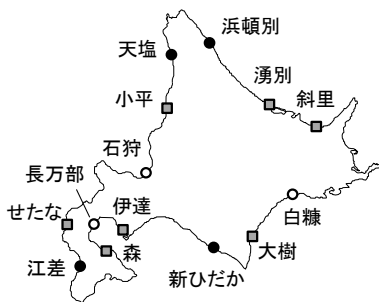 浜頓別
天塩
湧別
小平
斜里
石狩
長万部
伊達
せたな
白糠
森
大樹
江差
新ひだか